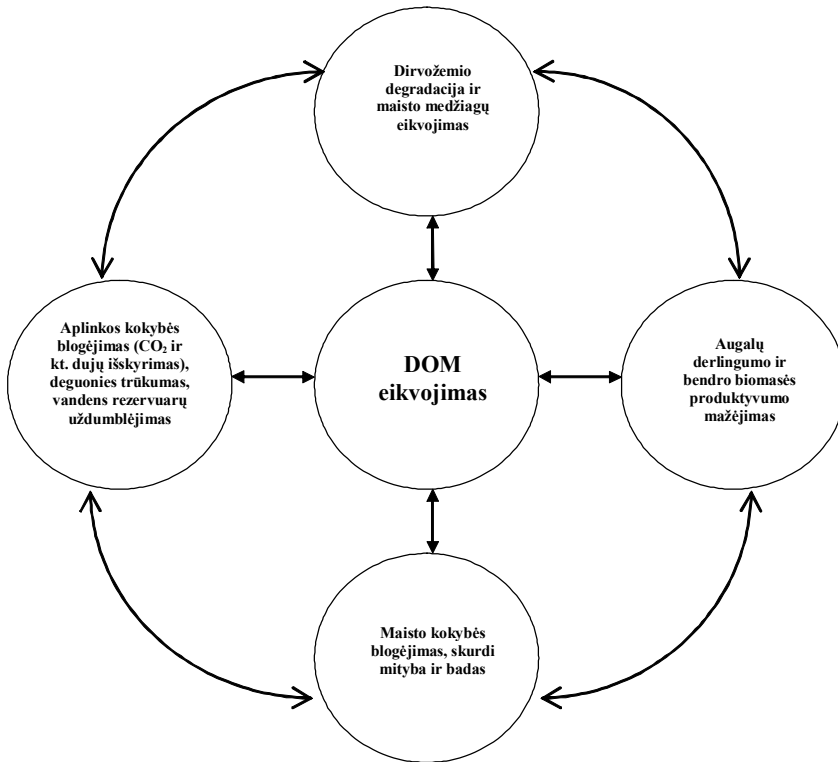 Dirvožemio
degradacija ir
maisto medžiagų
eikvojimas
Aplinkos kokybės
blogėjimas (CO₂ ir
kt. dujų išskyrimas),
deguonies trūkumas,
vandens rezervuarų
uždumblėjimas
DOM
eikvojimas
Augalų
derlingumo ir
bendro biomasės
produktyvumo
mažėjimas
Maisto kokybės
blogėjimas, skurdi
mityba ir badas